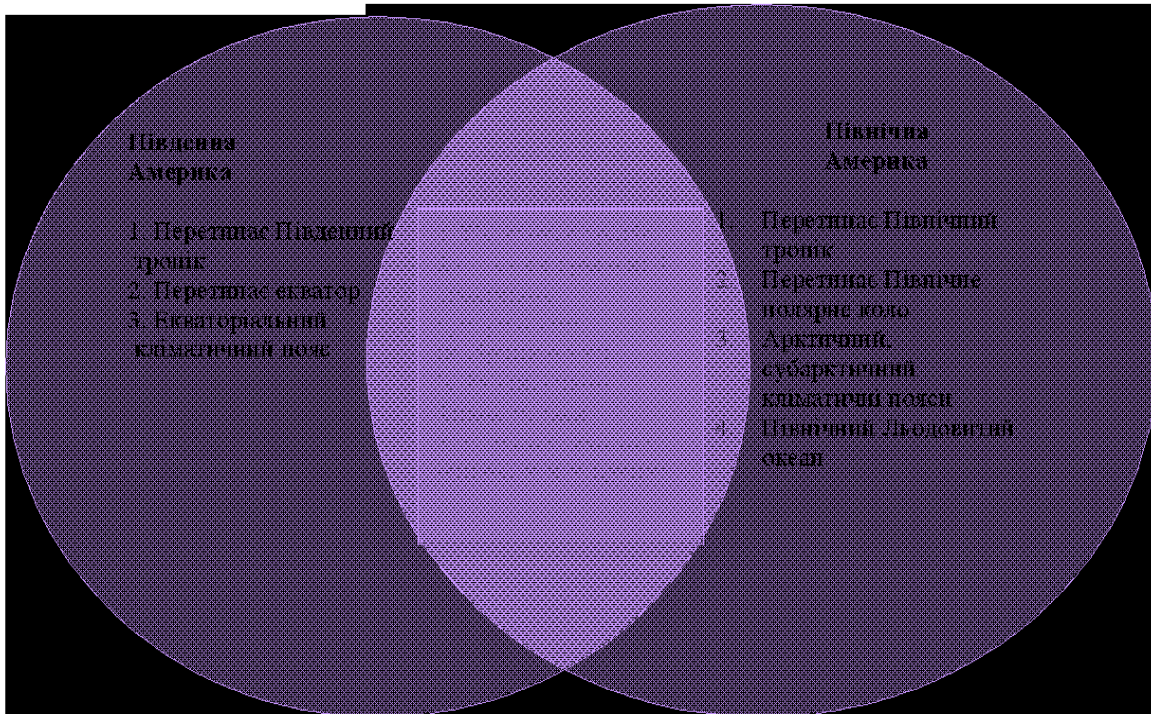 Південна
Америка
1. Перетинає Південний
тропік
2. Перетинає екватор
3. Екваторіальний
кліматичний пояс
Північна
Америка
1. Перетинає Північний
тропік
2. Перетинає Північне
полярне коло
3. Арктичний,
субарктичний
кліматичні пояси
4. Північний Льодовитий
океан